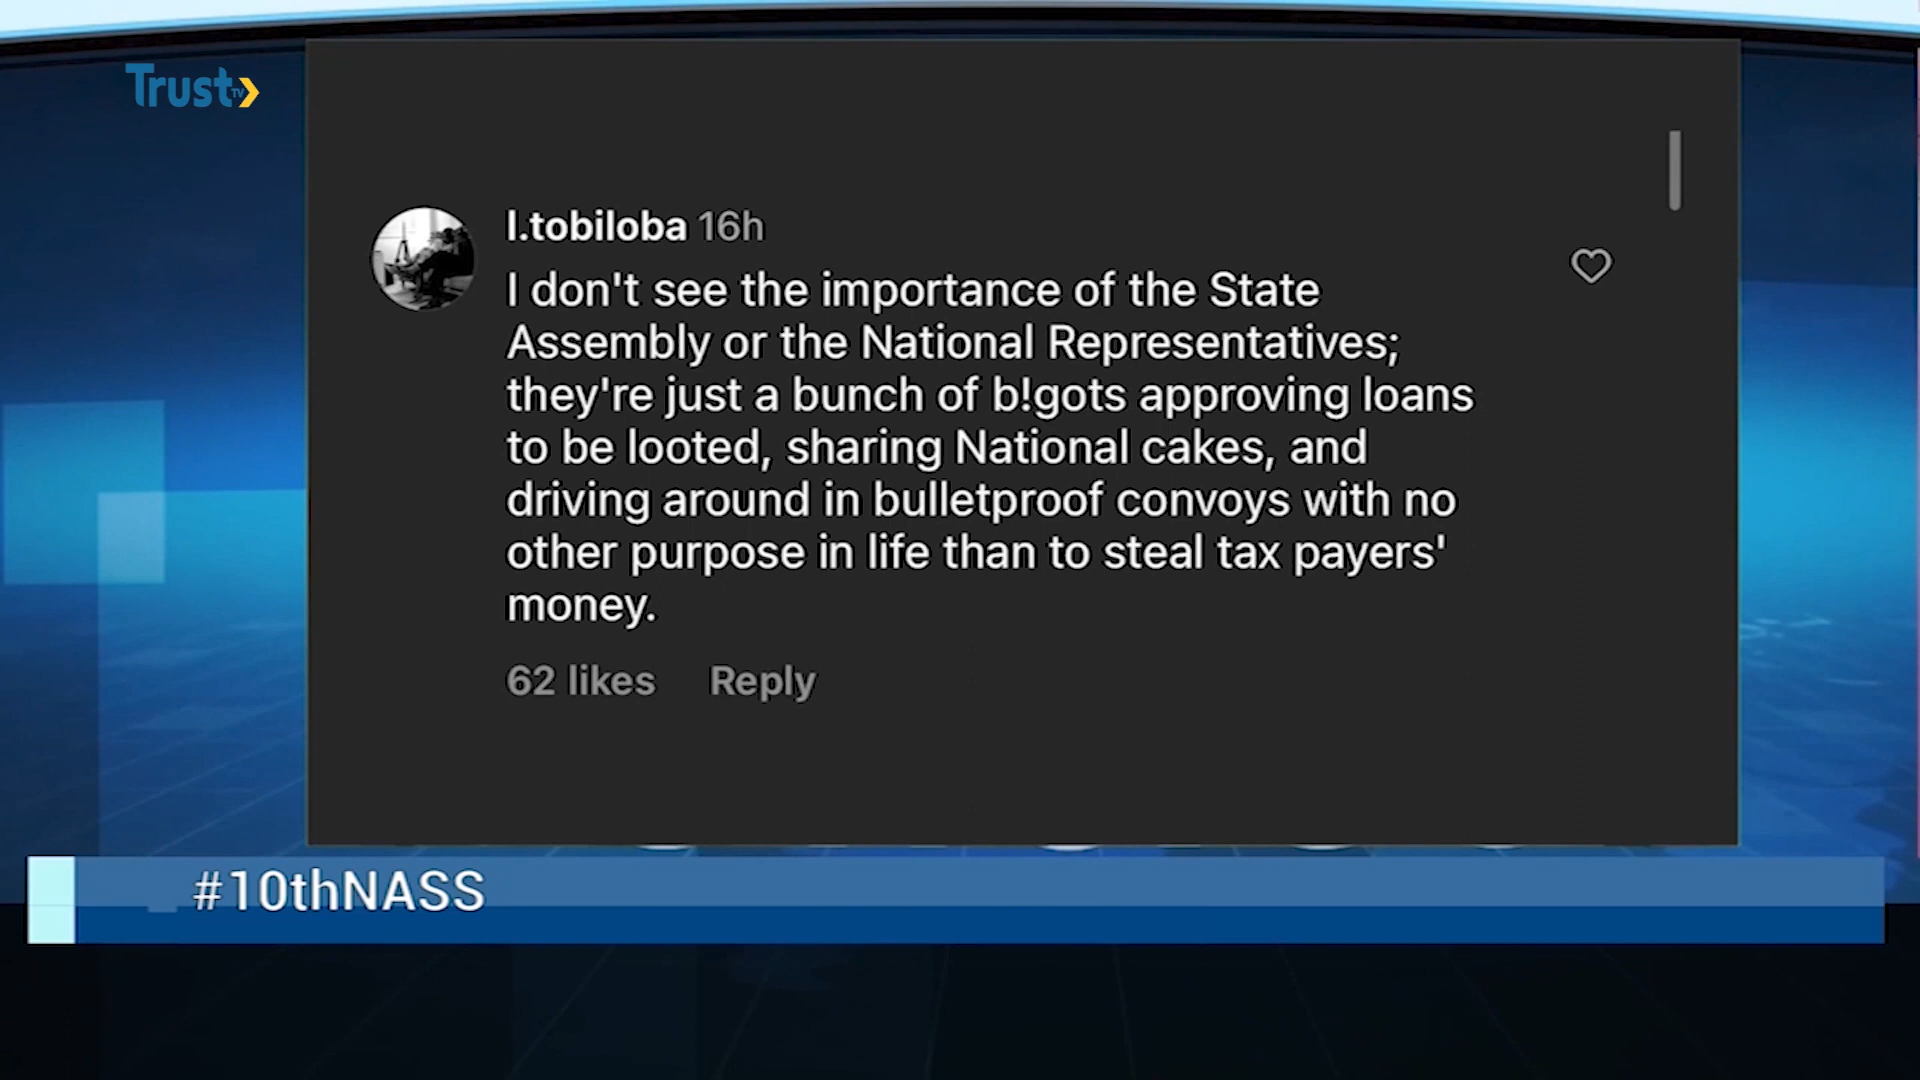 Trust TV
l.tobiloba 16h
I don't see the importance of the State
Assembly or the National Representatives;
they're just a bunch of b!gots approving loans
to be looted, sharing National cakes, and
driving around in bulletproof convoys with no
other purpose in life than to steal tax payers'
money.
62 likes Reply
#10thNASS